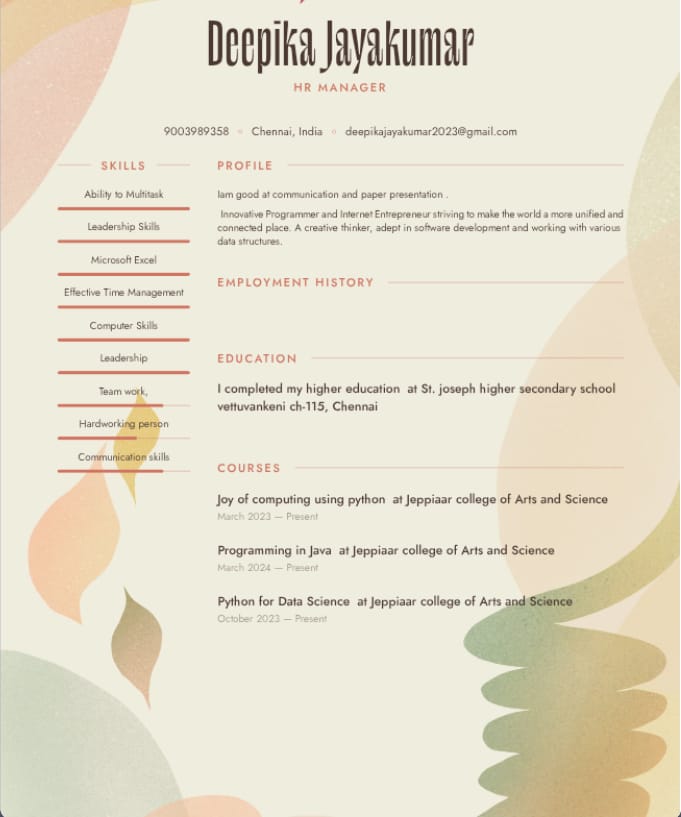 Deepika Jayakumar
HR MANAGER
9003989358 ○ Chennai, India ○ deepikajayakumar2023@gmail.com
SKILLS
Ability to Multitask
Leadership Skills
Microsoft Excel
Effective Time Management
Computer Skills
Leadership
Team work,
Hardworking person
Communication skills
PROFILE
Iam good at communication and paper presentation .
Innovative Programmer and Internet Entrepreneur striving to make the world a more unified and
connected place. A creative thinker, adept in software development and working with various
data structures.
EMPLOYMENT HISTORY
EDUCATION
I completed my higher education at St. joseph higher secondary school
vettuvankeni ch-115, Chennai
COURSES
Joy of computing using python at Jeppiaar college of Arts and Science
March 2023 — Present
Programming in Java at Jeppiaar college of Arts and Science
March 2024 — Present
Python for Data Science at Jeppiaar college of Arts and Science
October 2023 — Present